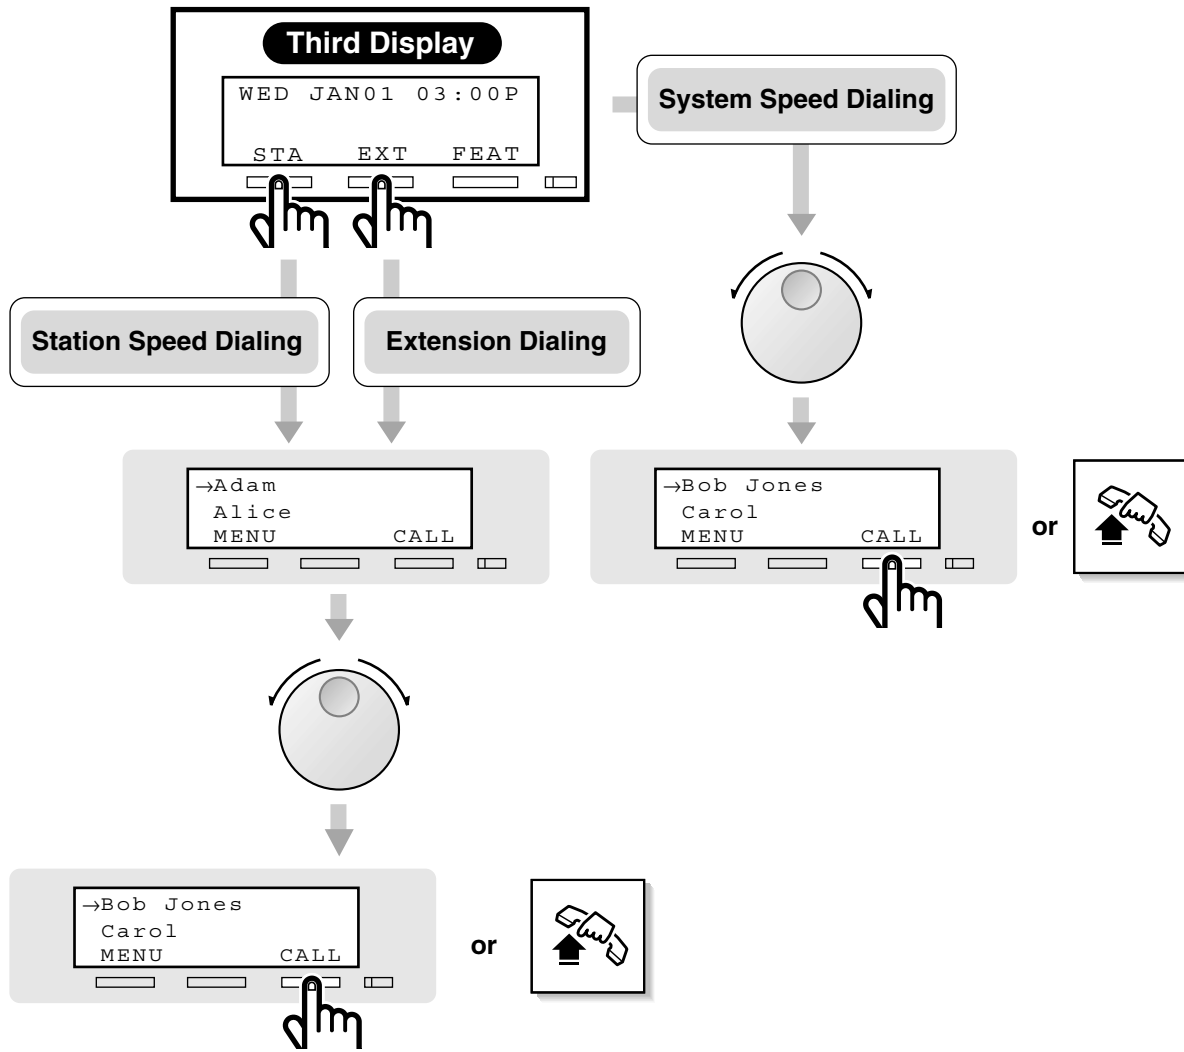 Third Display
WED JAN01 03:00P
STA EXT FEAT
System Speed Dialing
Station Speed Dialing
Extension Dialing
→Adam
Alice
MENU CALL
→Bob Jones
Carol
MENU CALL
or
→Bob Jones
Carol
MENU CALL
or